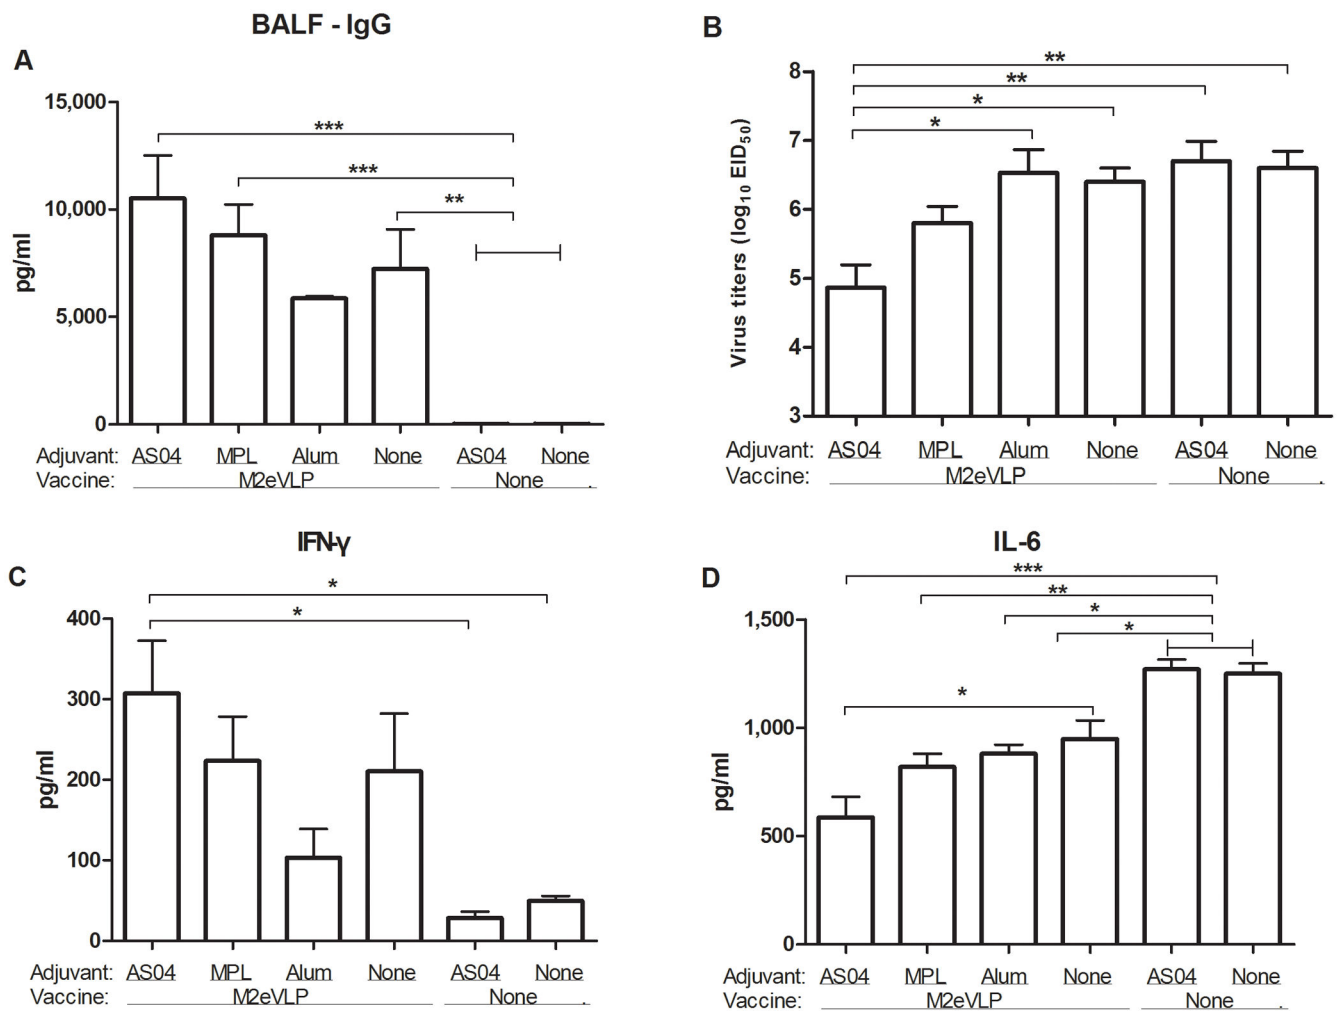 BALF - IgG
A
15,000
10,000
5,000
0
pg/ml
***
***
**
Adjuvant: AS04 MPL Alum None AS04 None
Vaccine: M2eVLP None .
B
8
7
6
5
4
3
Virus titers (log10 EID50)
**
**
*
*
Adjuvant: AS04 MPL Alum None AS04 None
Vaccine: M2eVLP None .
IFN-γ
C
400
300
200
100
0
pg/ml
*
*
Adjuvant: AS04 MPL Alum None AS04 None
Vaccine: M2eVLP None .
IL-6
D
1,500
1,000
500
0
pg/ml
***
**
*
*
*
Adjuvant: AS04 MPL Alum None AS04 None
Vaccine: M2eVLP None .